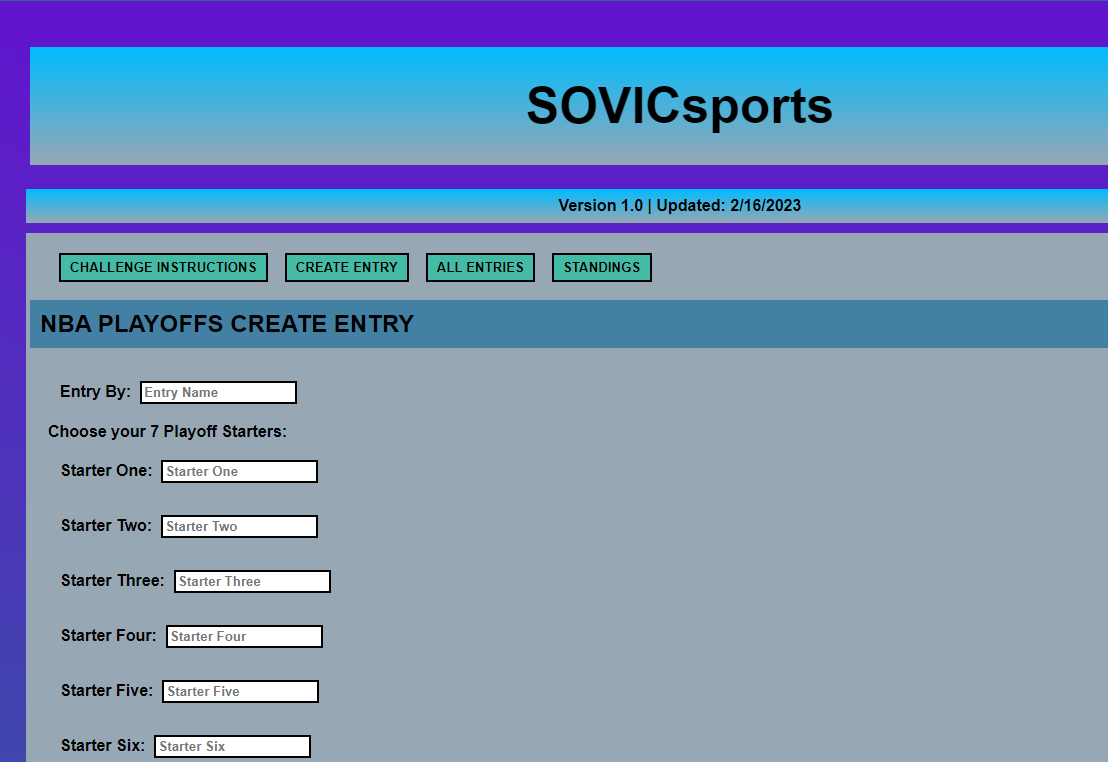 SOVICsports
Version 1.0 | Updated: 2/16/2023
CHALLENGE INSTRUCTIONS CREATE ENTRY ALL ENTRIES STANDINGS
NBA PLAYOFFS CREATE ENTRY
Entry By: Entry Name
Choose your 7 Playoff Starters:
Starter One: Starter One
Starter Two: Starter Two
Starter Three: Starter Three
Starter Four: Starter Four
Starter Five: Starter Five
Starter Six: Starter Six